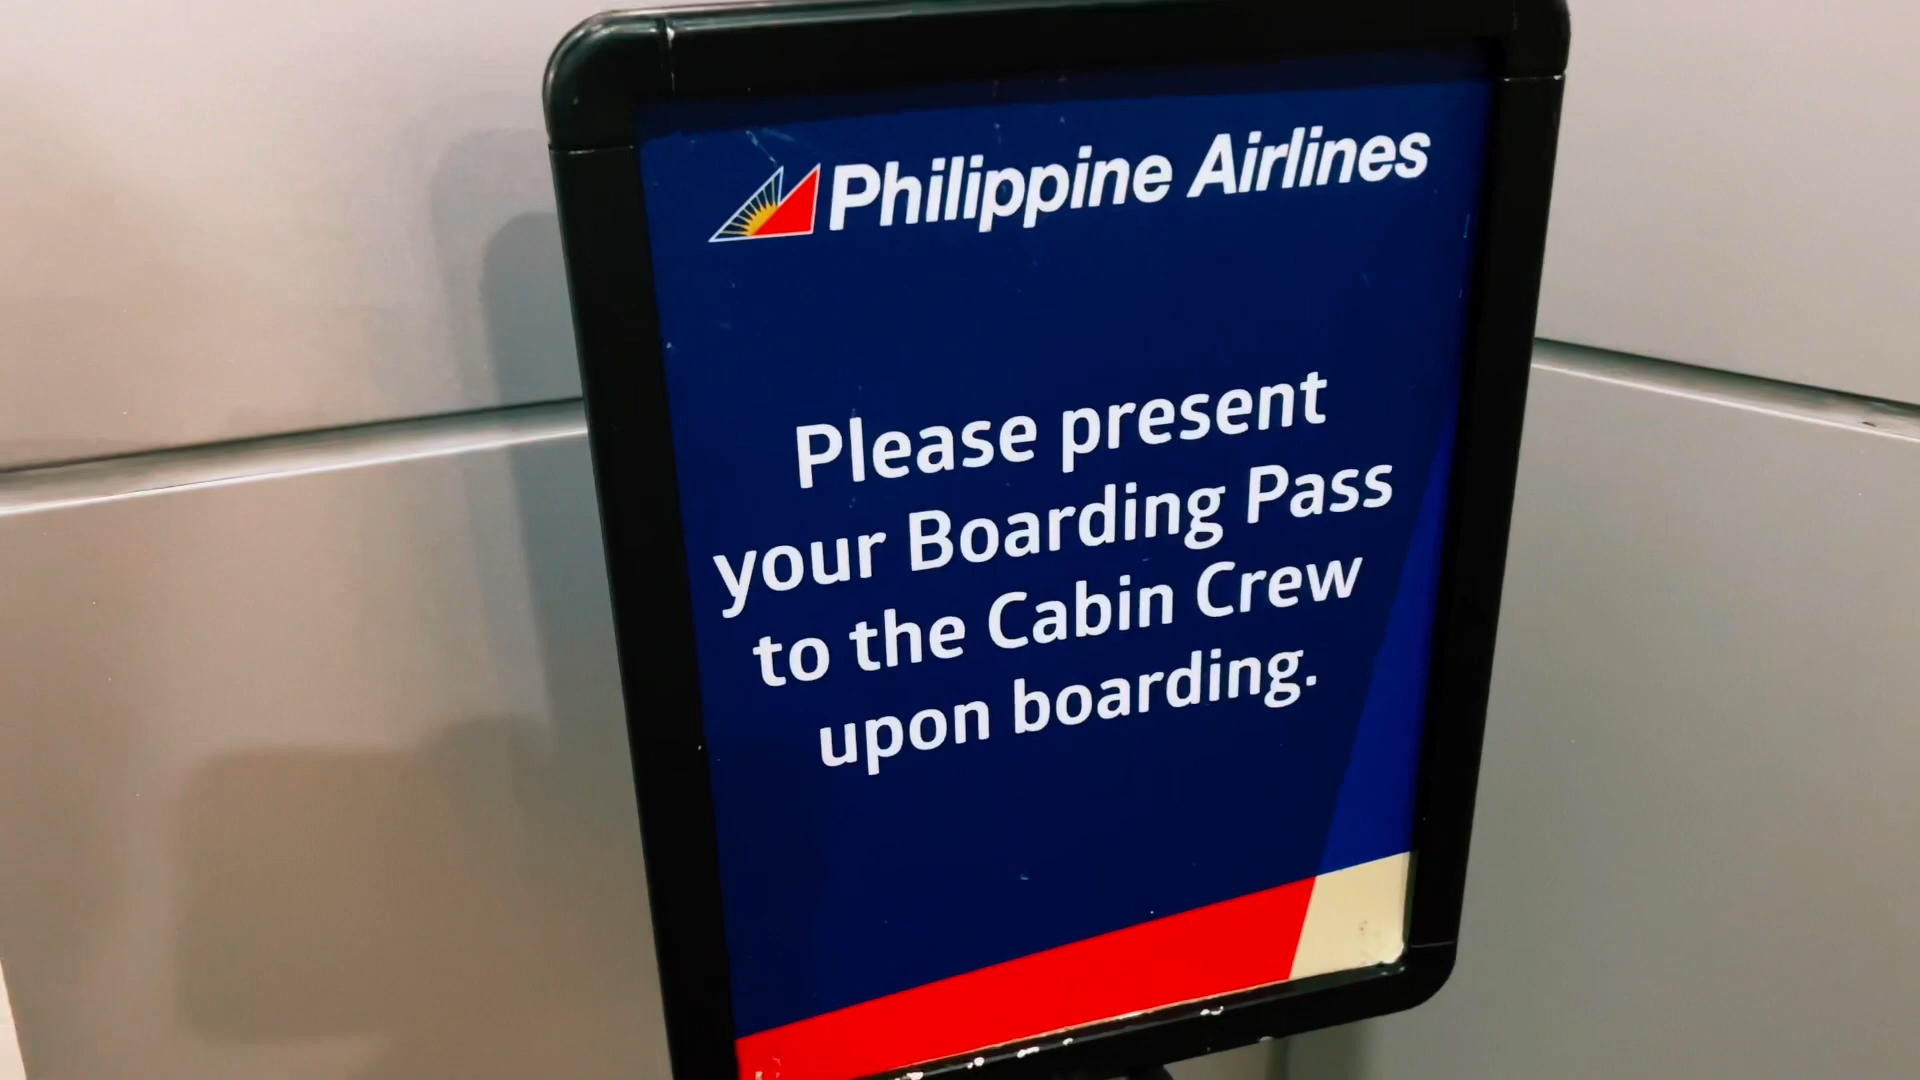 Philippine Airlines
Please present
your Boarding Pass
to the Cabin Crew
upon boarding.